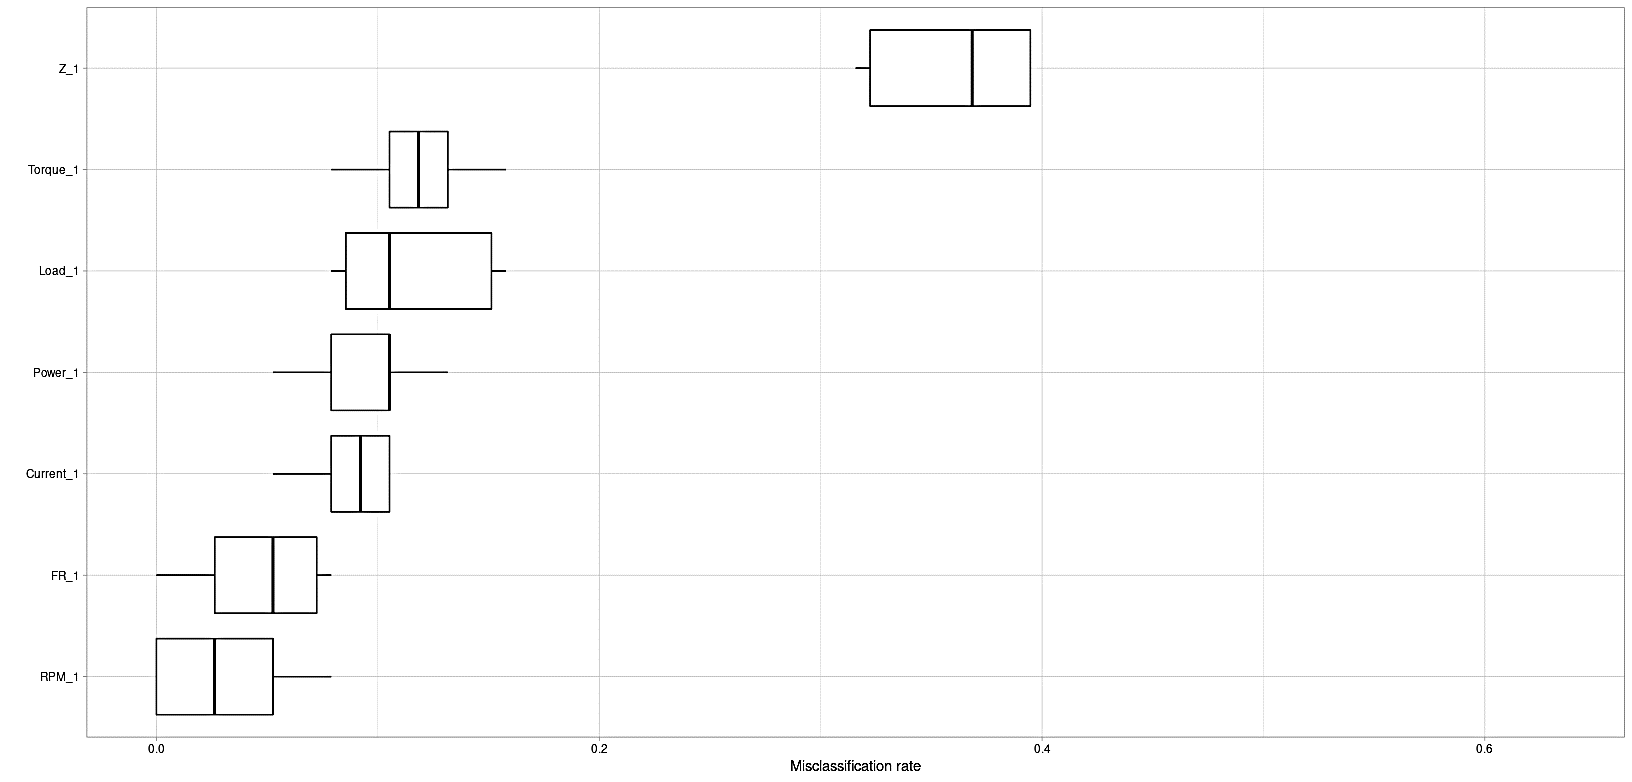 Z_1
Torque_1
Load_1
Power_1
Current_1
FR_1
RPM_1
0.0 0.2 0.4 0.6
Misclassification rate